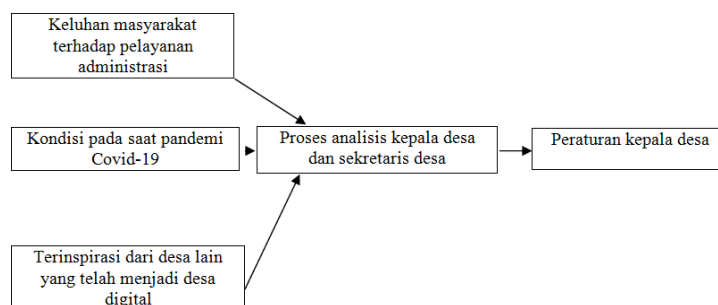 Keluhan masyarakat
terhadap pelayanan
administrasi
Kondisi pada saat pandemi
Covid-19
Proses analisis kepala desa
dan sekretaris desa
Peraturan kepala desa
Terinspirasi dari desa lain
yang telah menjadi desa
digital